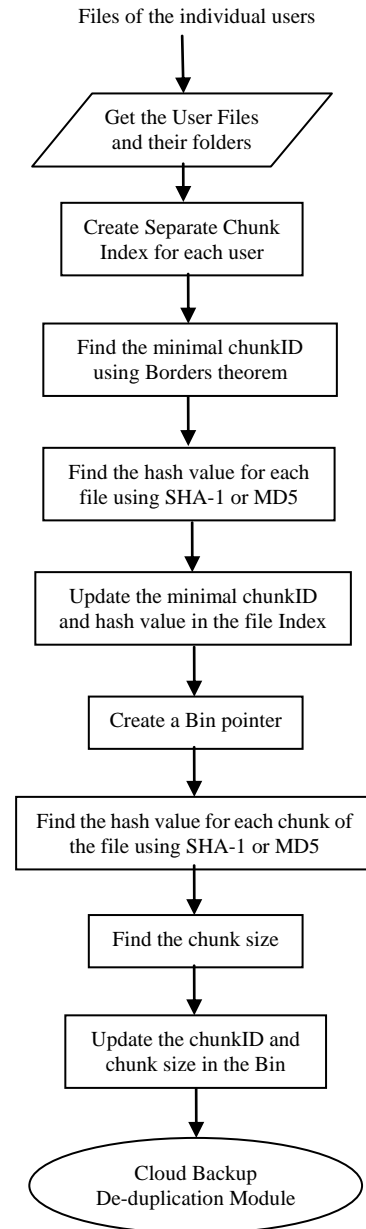 Files of the individual users
Get the User Files
and their folders
Create Separate Chunk
Index for each user
Find the minimal chunkID
using Borders theorem
Find the hash value for each
file using SHA-1 or MD5
Update the minimal chunkID
and hash value in the file Index
Create a Bin pointer
Find the hash value for each chunk of
the file using SHA-1 or MD5
Find the chunk size
Update the chunkID and
chunk size in the Bin
Cloud Backup
De-duplication Module